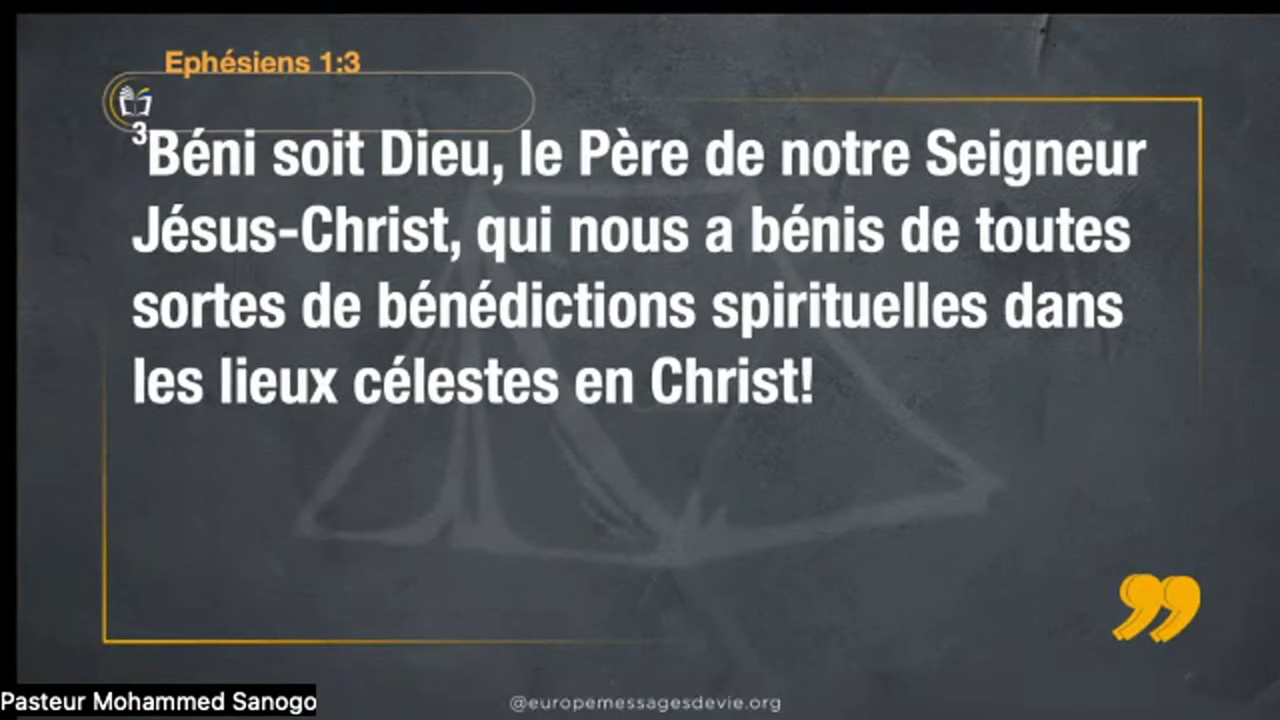 Ephésiens 1:3
³Béni soit Dieu, le Père de notre Seigneur
Jésus-Christ, qui nous a bénis de toutes
sortes de bénédictions spirituelles dans
les lieux célestes en Christ!
Pasteur Mohammed Sanogo
@europemessagesdevie.org